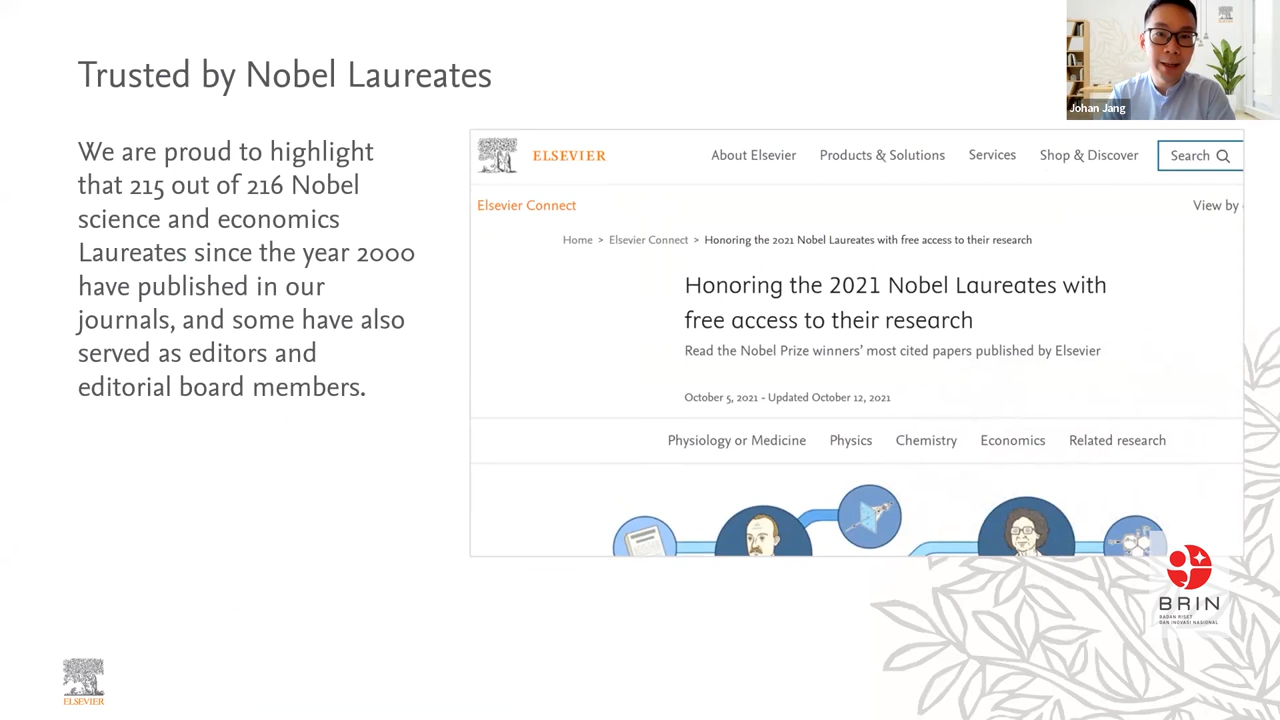 Trusted by Nobel Laureates
We are proud to highlight
that 215 out of 216 Nobel
science and economics
Laureates since the year 2000
have published in our
journals, and some have also
served as editors and
editorial board members.
Johan Jang
ELSEVIER
About Elsevier
Products & Solutions
Services
Shop & Discover
Search
Elsevier Connect
View by
Home > Elsevier Connect > Honoring the 2021 Nobel Laureates with free access to their research
Honoring the 2021 Nobel Laureates with
free access to their research
Read the Nobel Prize winners’ most cited papers published by Elsevier
October 5, 2021 - Updated October 12, 2021
Physiology or Medicine
Physics
Chemistry
Economics
Related research
BRIN
BADAN RISET
DAN INOVASI NASIONAL
ELSEVIER